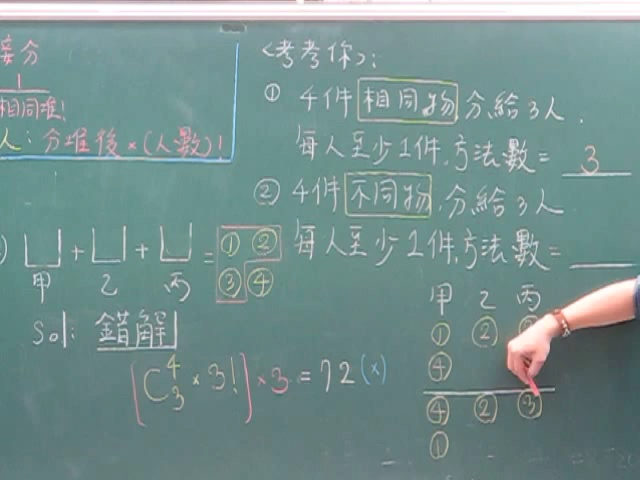 妄分
1
相同堆!
人: 分堆後×(人數)!
<考考你>:
① 4件相同物分給3人.
每人至少1件,方法數=3
② 4件不同物,分給3人
每人至少1件,方法數=
甲 + 乙 + 丙 = ① ② ③ ④
Sol: 錯解
[C⁴₃×3!]×3=72(×)
甲 乙 丙
① ②
④
④ ② ③
①